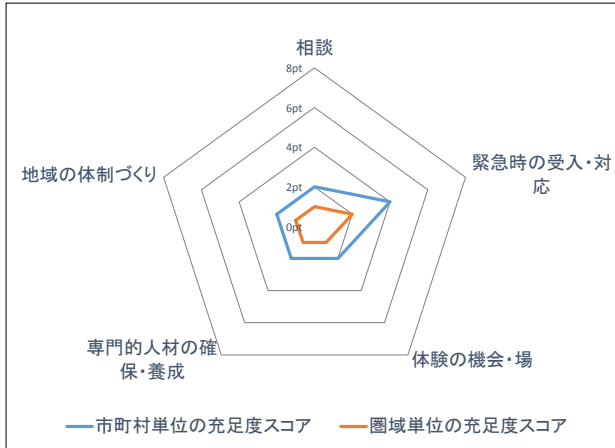 相談
8pt
6pt
4pt
2pt
0pt
緊急時の受入・対
応
体験の機会・場
専門的人材の確
保・養成
地域の体制づくり
市町村単位の充足度スコア
圏域単位の充足度スコア